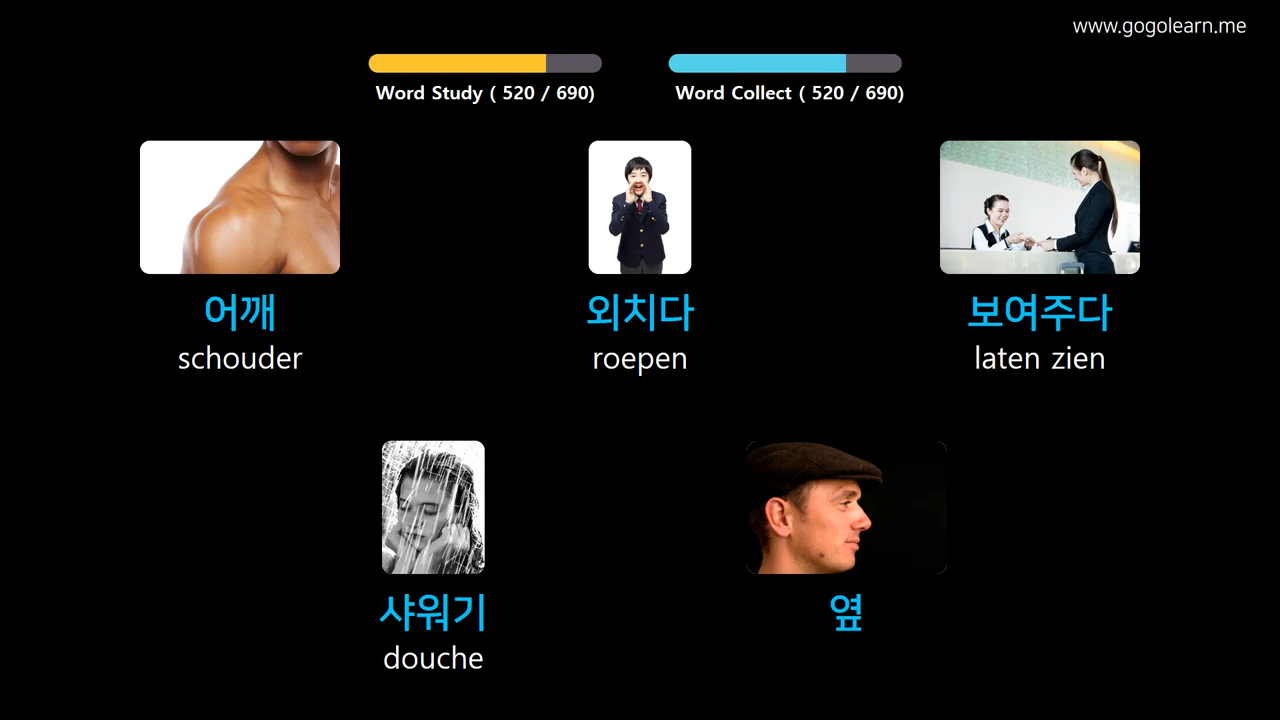 www.gogolearn.me
Word Study ( 520 / 690)
Word Collect ( 520 / 690)
어깨
schouder
외치다
roepen
보여주다
laten zien
샤워기
douche
옆